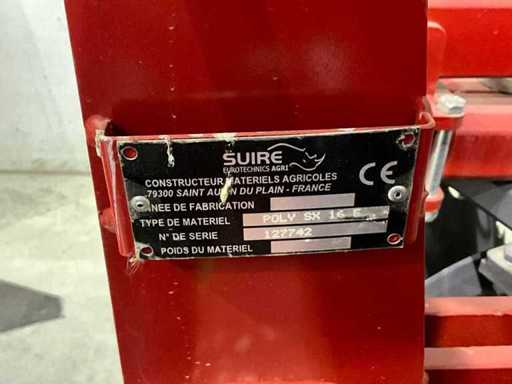 SUIRE
EUROTECHNICS AGRI
CONSTRUCTEUR MATERIELS AGRICOLES
79300 SAINT AUBIN DU PLAIN - FRANCE
CE
ANNEE DE FABRICATION
TYPE DE MATERIEL POLY SX 16 E
N° DE SERIE 127742
POIDS DU MATERIEL